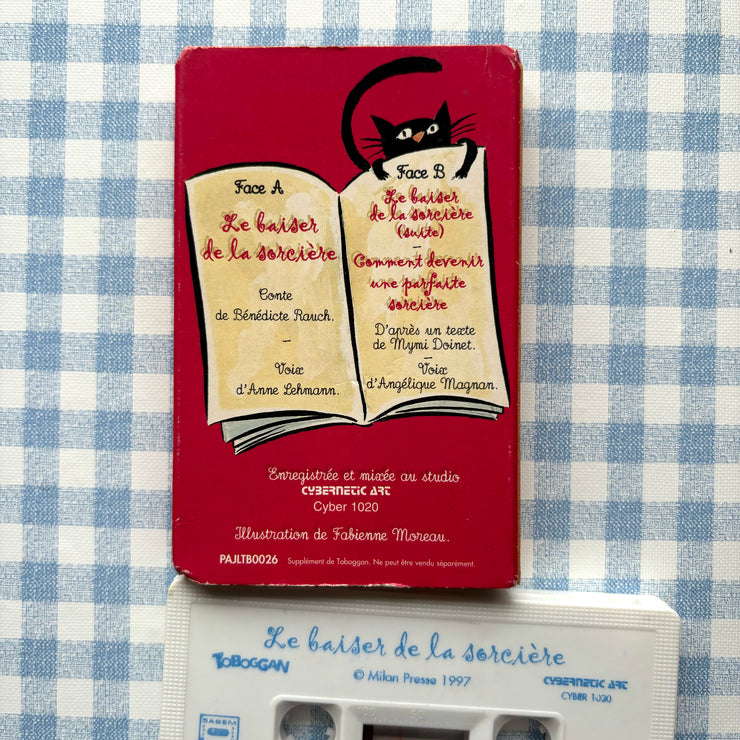 Face A
Le baiser
de la sorcière
Conte
de Bénédicte Rauch.
–
Voix
d'Anne Lehmann.
Face B
Le baiser
de la sorcière
(suite)
–
Comment devenir
une parfaite
sorcière
D'après un texte
de Mymi Doinet.
–
Voix
d'Angélique Magnan.
Enregistrée et mixée au studio
CYBERNETIC ART
Cyber 1020
Illustration de Fabienne Moreau.
PAJLTB0026 Supplément de Toboggan. Ne peut être vendu séparément.
Le baiser de la sorcière
TOBOGGAN
© Milan Presse 1997
CYBERNETIC ART
CYBER 1020
SACEM